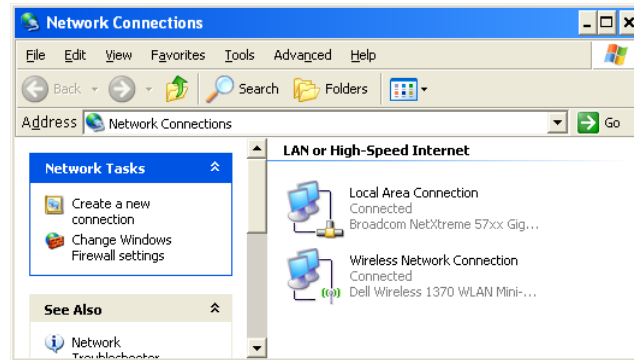 Network Connections
File Edit View Favorites Tools Advanced Help
Back Search Folders
Address Network Connections Go
Network Tasks
Create a new
connection
Change Windows
Firewall settings
See Also
Network
Troubleshooter
LAN or High-Speed Internet
Local Area Connection
Connected
Broadcom NetXtreme 57xx Gig...
Wireless Network Connection
Connected
Dell Wireless 1370 WLAN Mini-...